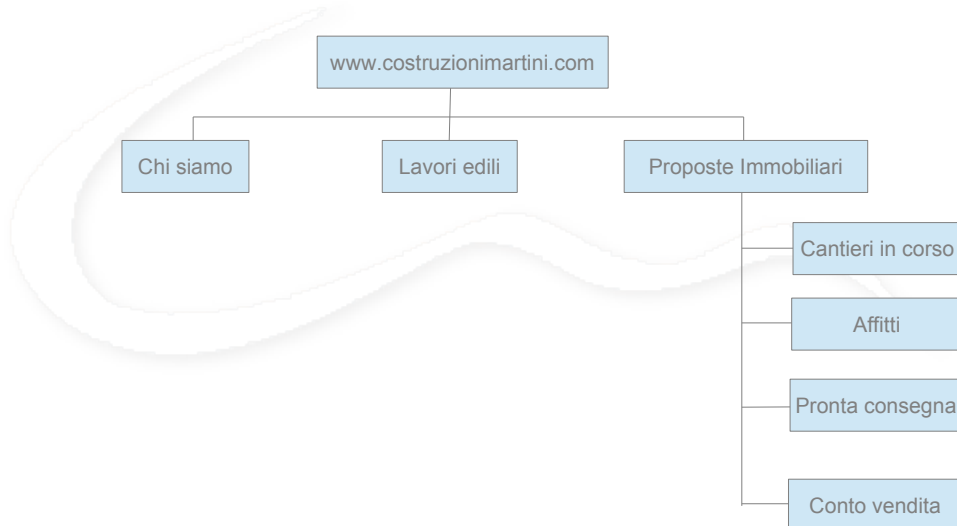 www.costruzionimartini.com
Chi siamo
Lavori edili
Proposte Immobiliari
Cantieri in corso
Affitti
Pronta consegna
Conto vendita